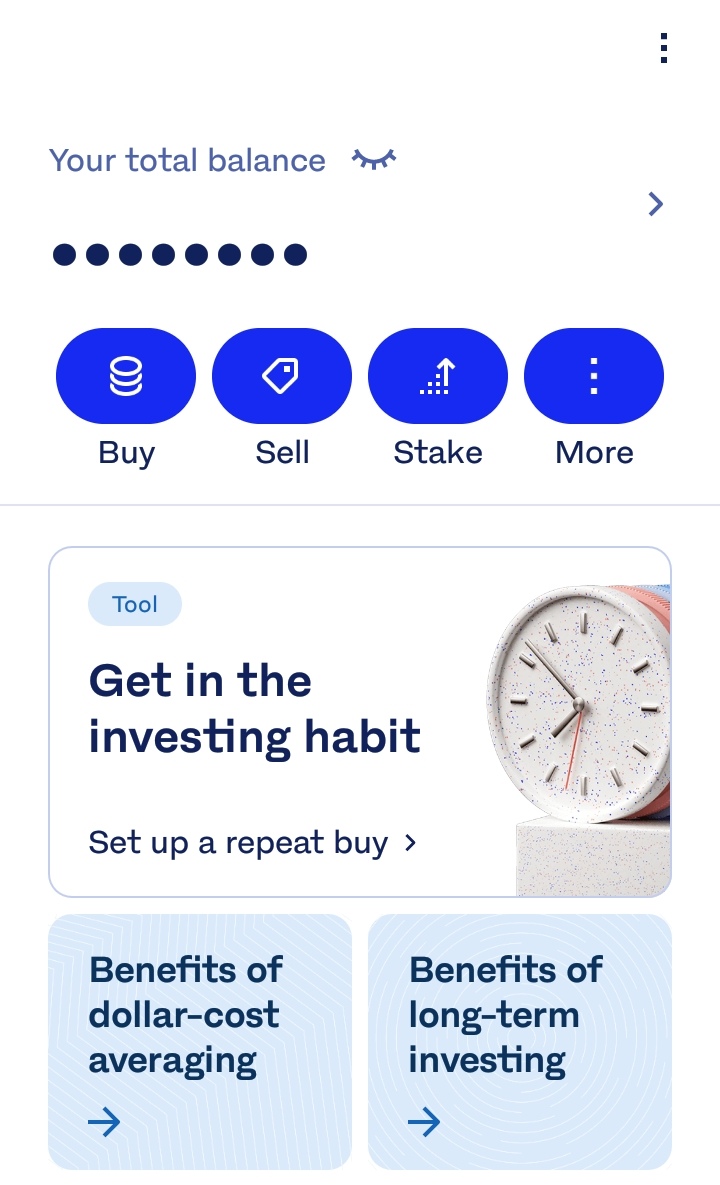 Your total balance
Buy
Sell
Stake
More
Tool
Get in the
investing habit
Set up a repeat buy
Benefits of
dollar-cost
averaging
Benefits of
long-term
investing